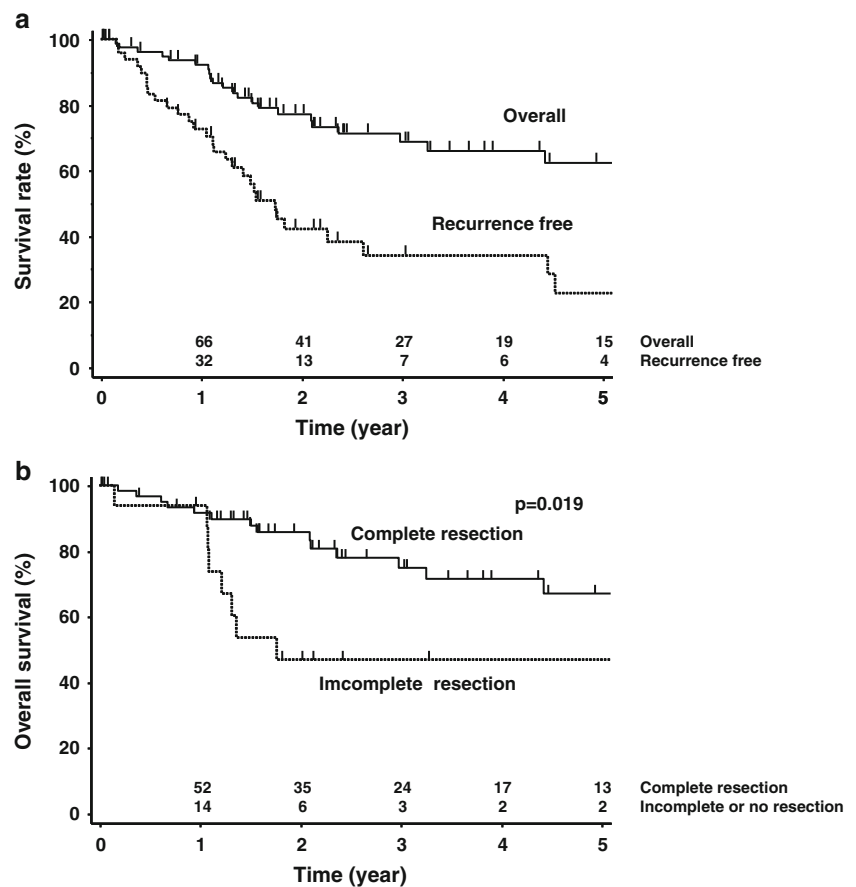 a
100
80
60
40
20
0
Survival rate (%)
Overall
Recurrence free
66 41 27 19 15 Overall
32 13 7 6 4 Recurrence free
0 1 2 3 4 5
Time (year)
b
100
80
60
40
20
0
Overall survival (%)
p=0.019
Complete resection
Imcomplete resection
52 35 24 17 13 Complete resection
14 6 3 2 2 Incomplete or no resection
0 1 2 3 4 5
Time (year)